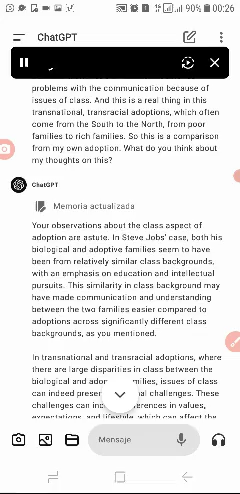 90% 00:26
ChatGPT
problems with the communication because of
issues of class. And this is a real thing in this
transnational, transracial adoptions, which often
come from the South to the North, from poor
families to rich families. So this is a comparison
from my own adoption. What do you think about
my thoughts on this?
ChatGPT
Memoria actualizada
Your observations about the class aspect of
adoption are astute. In Steve Jobs' case, both his
biological and adoptive families seem to have
been from relatively similar class backgrounds,
with an emphasis on education and intellectual
pursuits. This similarity in class background may
have made communication and understanding
between the two families easier compared to
adoptions across significantly different class
backgrounds, as you mentioned.
In transnational and transracial adoptions, where
there are large disparities in class between the
biological and families, issues of class
can indeed challenges. These
challenges can in values,
expectations, and lifestyle, which can affect the
Mensaje